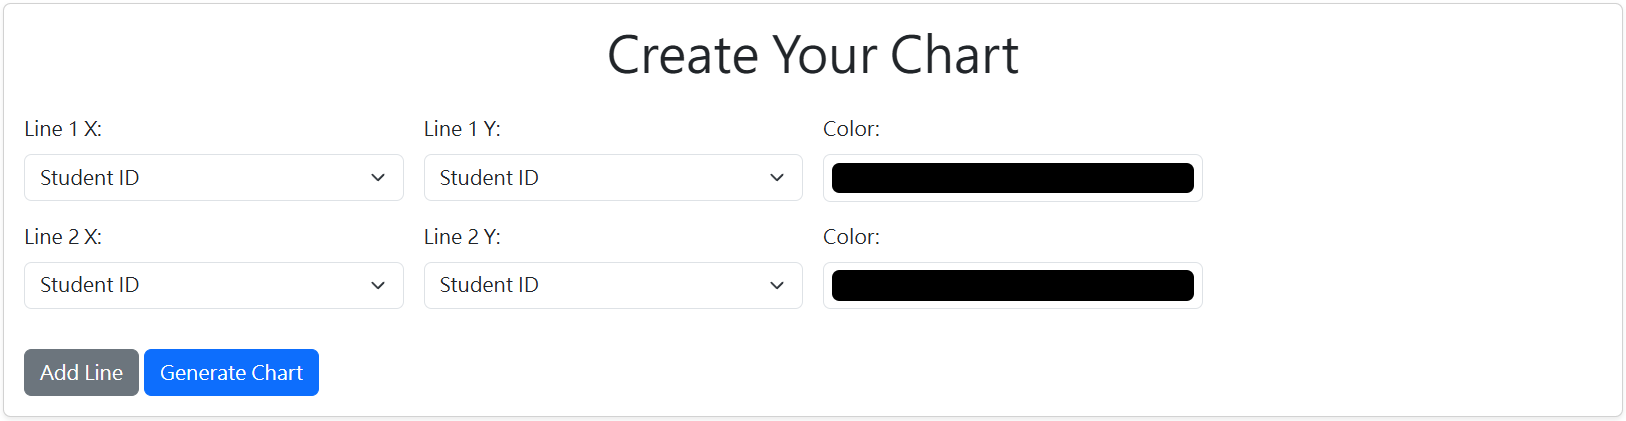 Create Your Chart
Line 1 X: Line 1 Y: Color:
Student ID Student ID
Line 2 X: Line 2 Y: Color:
Student ID Student ID
Add Line Generate Chart